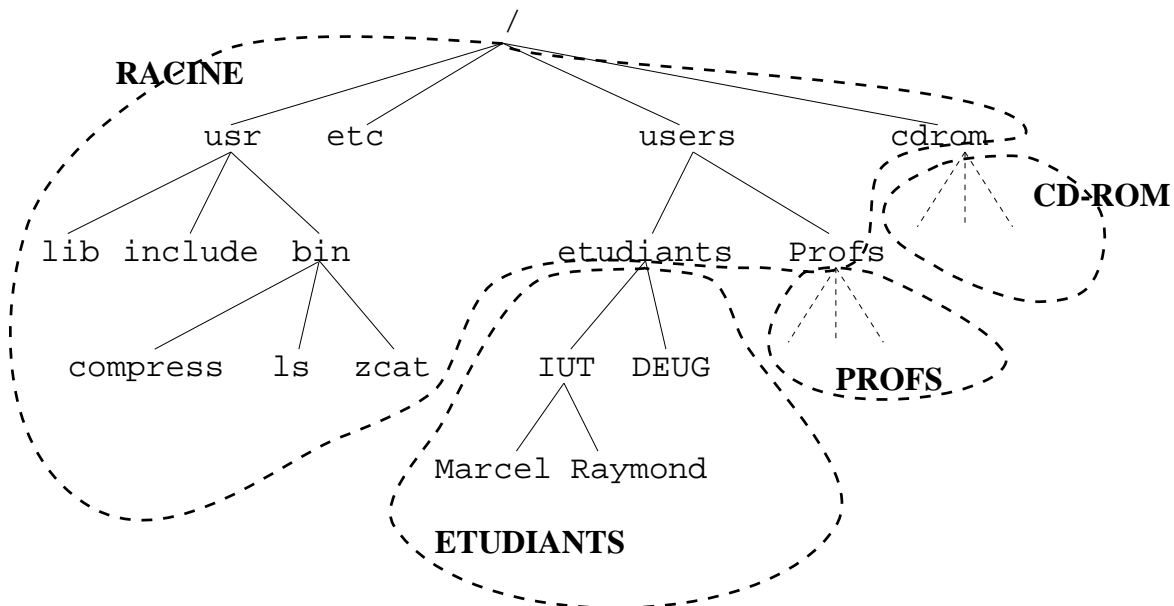 /
RACINE
usr etc users cdrom
CD-ROM
lib include bin etudiants Profs
compress ls zcat IUT DEUG
PROFS
Marcel Raymond
ETUDIANTS